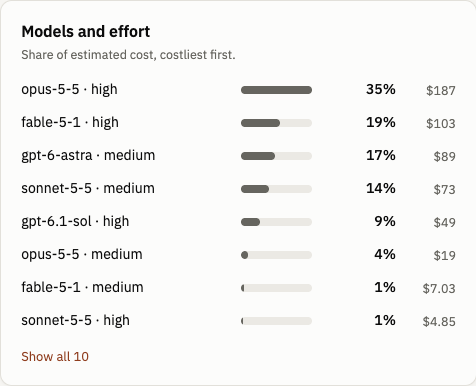 Models and effort
Share of estimated cost, costliest first.
opus-5-5 · high 35% $187
fable-5-1 · high 19% $103
gpt-6-astra · medium 17% $89
sonnet-5-5 · medium 14% $73
gpt-6.1-sol · high 9% $49
opus-5-5 · medium 4% $19
fable-5-1 · medium 1% $7.03
sonnet-5-5 · high 1% $4.85
Show all 10